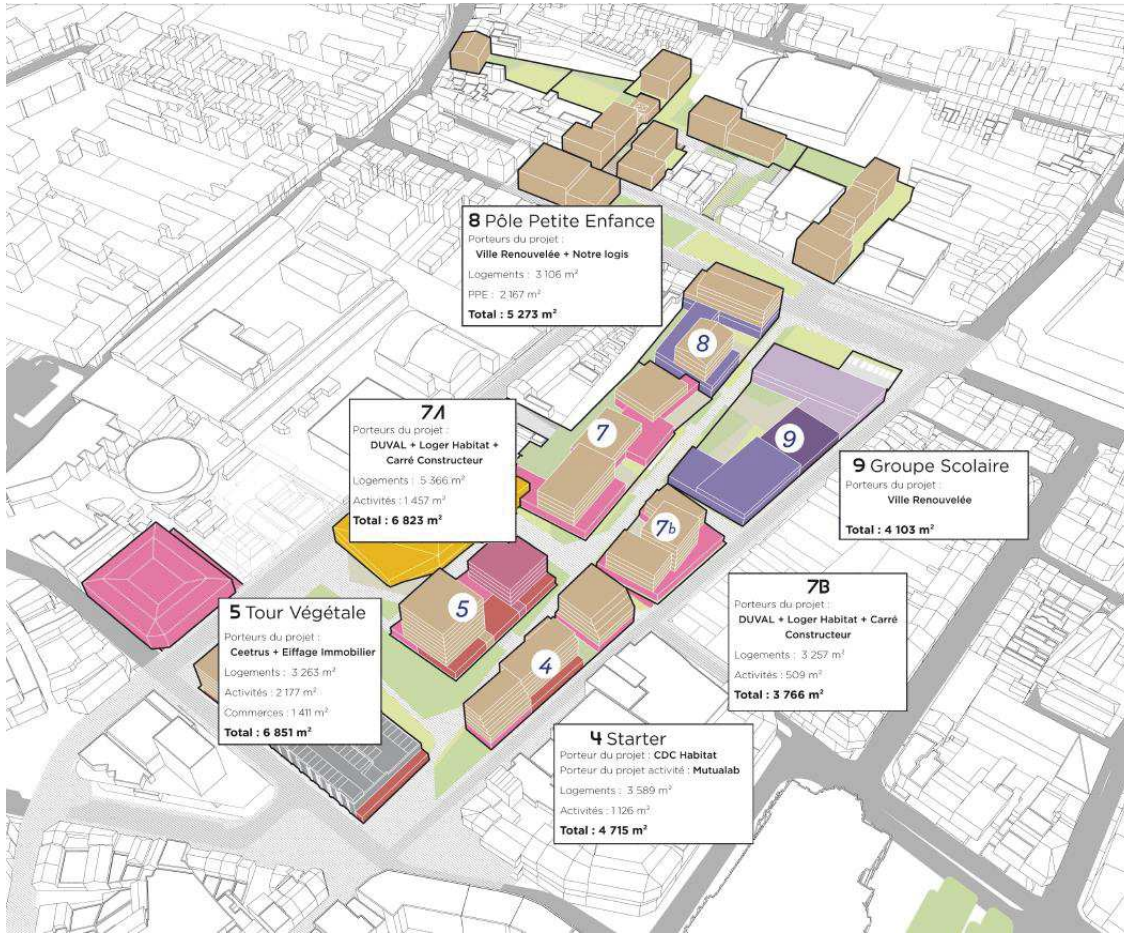 8 Pôle Petite Enfance
Porteurs du projet :
Ville Renouvelée + Notre logis
Logements : 3 106 m²
PPE : 2 167 m²
Total : 5 273 m²
8
7A
Porteurs du projet :
DUVAL + Loger Habitat +
Carré Constructeur
Logements : 5 366 m²
Activités : 1 457 m²
Total : 6 823 m²
7
9
9 Groupe Scolaire
Porteurs du projet :
Ville Renouvelée
Total : 4 103 m²
7b
7B
Porteurs du projet :
DUVAL + Loger Habitat + Carré
Constructeur
Logements : 3 257 m²
Activités : 509 m²
Total : 3 766 m²
5
5 Tour Végétale
Porteurs du projet :
Ceetrus + Eiffage Immobilier
Logements : 3 263 m²
Activités : 2 177 m²
Commerces : 1 411 m²
Total : 6 851 m²
4
4 Starter
Porteur du projet : CDC Habitat
Porteur du projet activité : Mutualab
Logements : 3 589 m²
Activités : 1 126 m²
Total : 4 715 m²